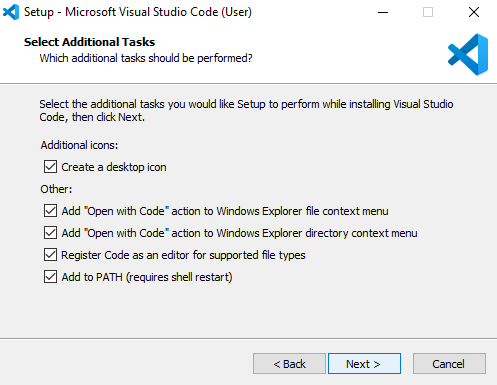 Setup - Microsoft Visual Studio Code (User)
Select Additional Tasks
Which additional tasks should be performed?
Select the additional tasks you would like Setup to perform while installing Visual Studio
Code, then click Next.
Additional icons:
Create a desktop icon
Other:
Add "Open with Code" action to Windows Explorer file context menu
Add "Open with Code" action to Windows Explorer directory context menu
Register Code as an editor for supported file types
Add to PATH (requires shell restart)
< Back
Next >
Cancel